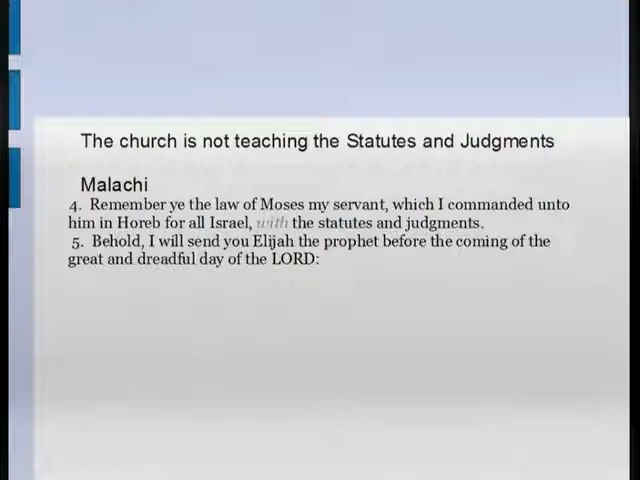 The church is not teaching the Statutes and Judgments
Malachi
4. Remember ye the law of Moses my servant, which I commanded unto
him in Horeb for all Israel, with the statutes and judgments.
5. Behold, I will send you Elijah the prophet before the coming of the
great and dreadful day of the LORD: